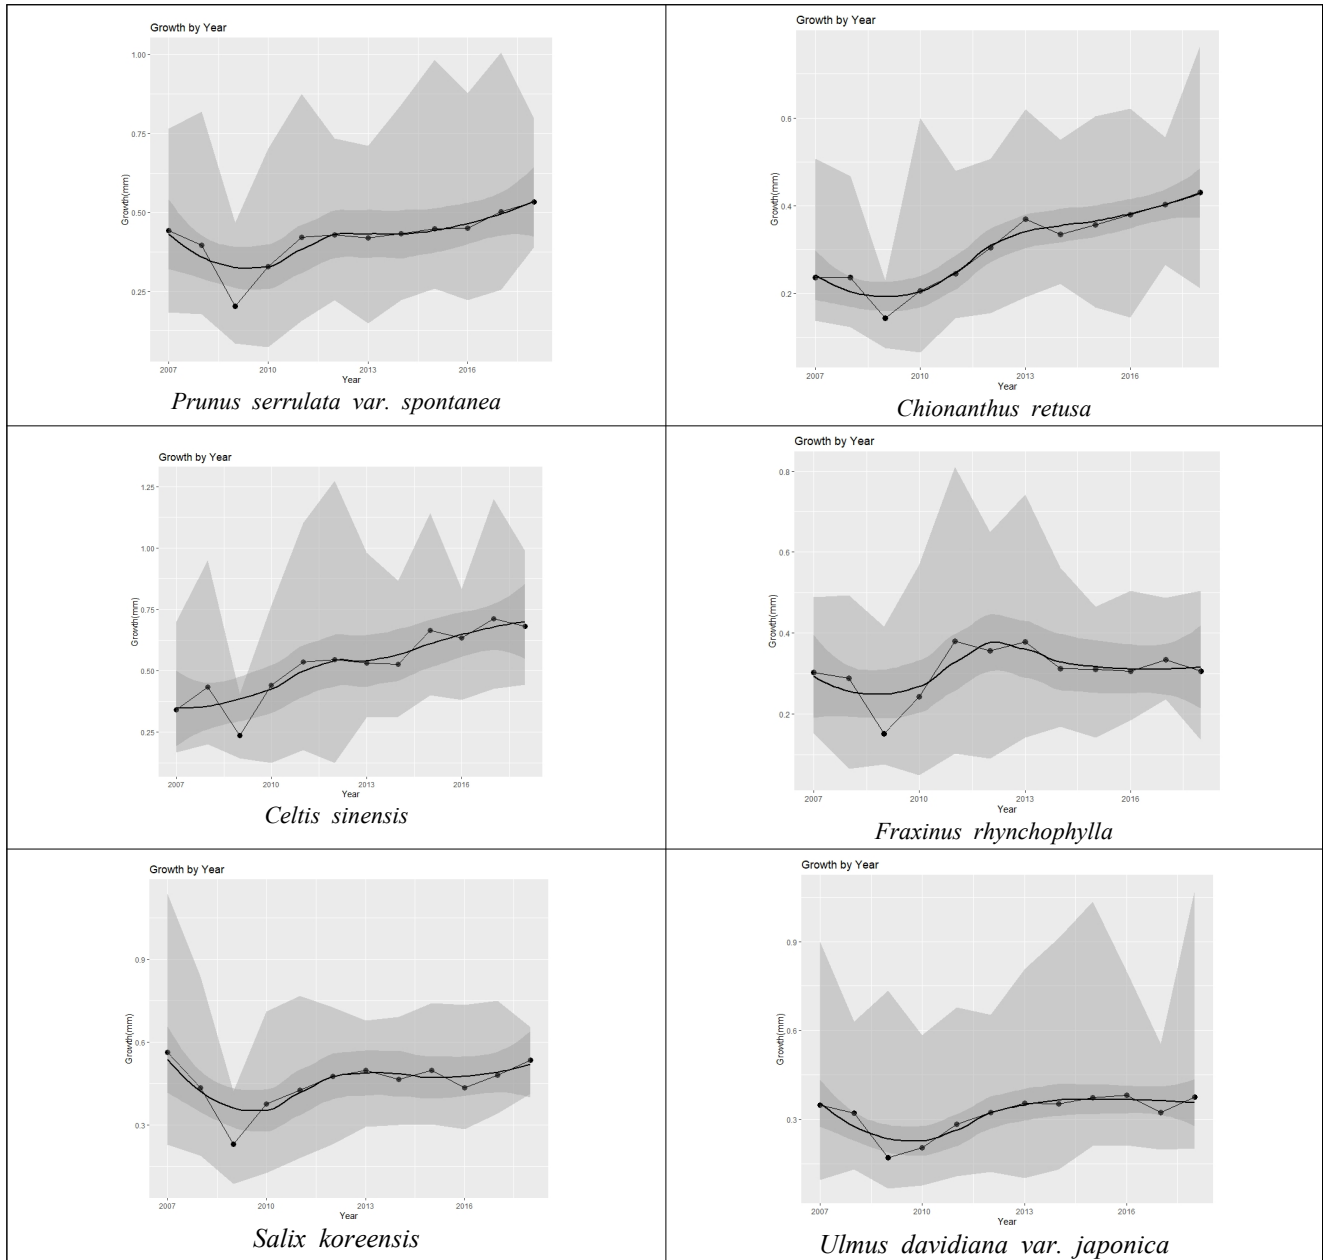 Growth by Year
1.00
0.75
0.50
0.25
Growth(mm)
2007
2010
2013
2016
Year
Prunus serrulata var. spontanea
Growth by Year
0.6
0.4
0.2
Growth(mm)
2007
2010
2013
2016
Year
Chionanthus retusa
Growth by Year
1.25
1.00
0.75
0.50
0.25
Growth(mm)
2007
2010
2013
2016
Year
Celtis sinensis
Growth by Year
0.8
0.6
0.4
0.2
Growth(mm)
2007
2010
2013
2016
Year
Fraxinus rhynchophylla
Growth by Year
0.9
0.6
0.3
Growth(mm)
2007
2010
2013
2016
Year
Salix koreensis
Growth by Year
0.9
0.6
0.3
Growth(mm)
2007
2010
2013
2016
Year
Ulmus davidiana var. japonica